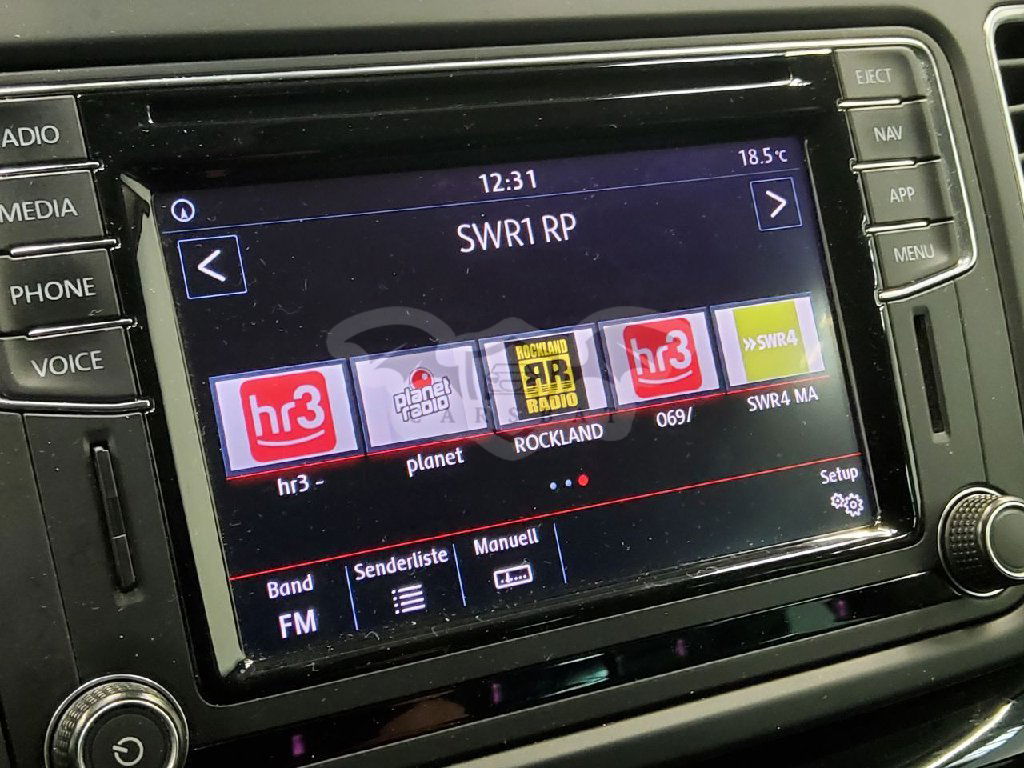 EJECT
ADIO
NAV
12:31
18.5°C
MEDIA
SWR1 RP
<
>
APP
PHONE
MENU
VOICE
hr3
planet
radio
ROCKLAND
RR
RADIO
hr3
»SWR4
CARSEAT
hr3 -
planet
ROCKLAND
069/
SWR4 MA
Setup
Band
Senderliste
Manuell
FM